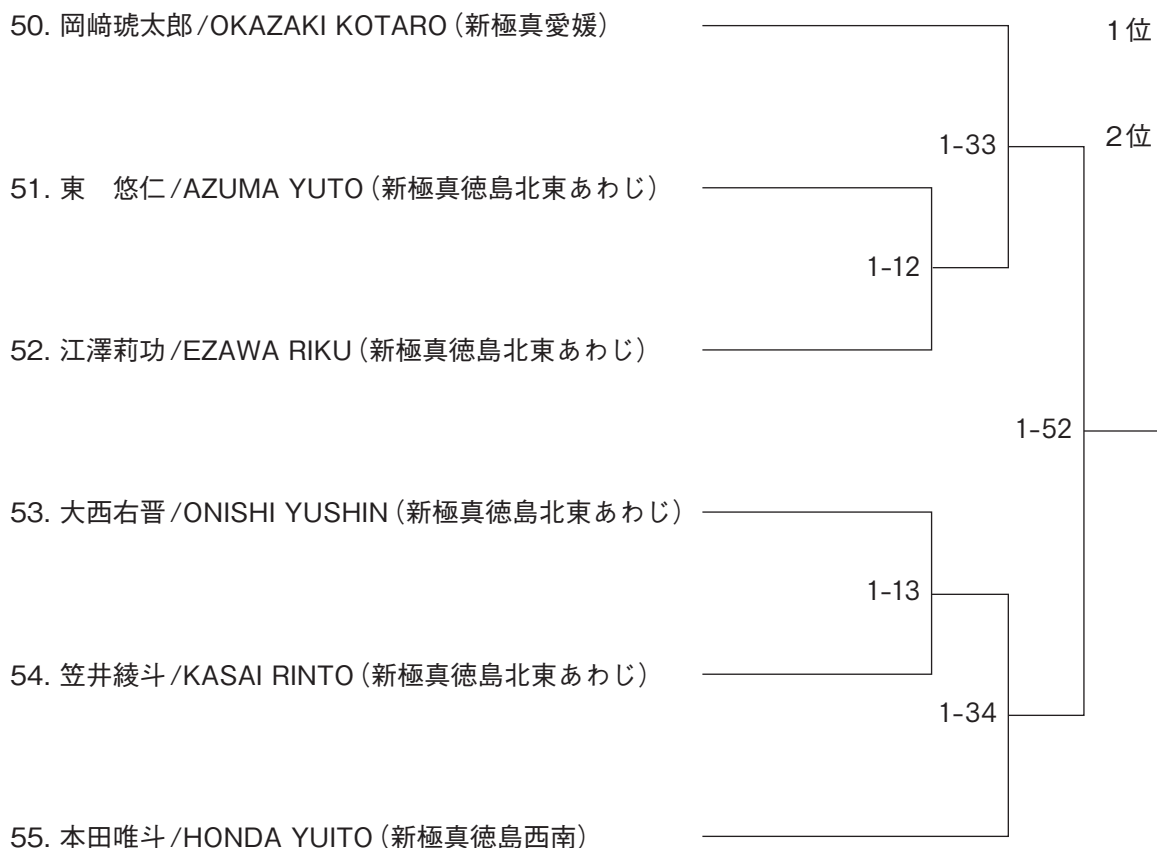 50. 岡﨑琥太郎/OKAZAKI KOTARO（新極真愛媛）
1位
1-33
2位
51. 東　悠仁/AZUMA YUTO（新極真徳島北東あわじ）
1-12
52. 江澤莉功/EZAWA RIKU（新極真徳島北東あわじ）
1-52
53. 大西右晋/ONISHI YUSHIN（新極真徳島北東あわじ）
1-13
54. 笠井綾斗/KASAI RINTO（新極真徳島北東あわじ）
1-34
55. 本田唯斗/HONDA YUITO（新極真徳島西南）